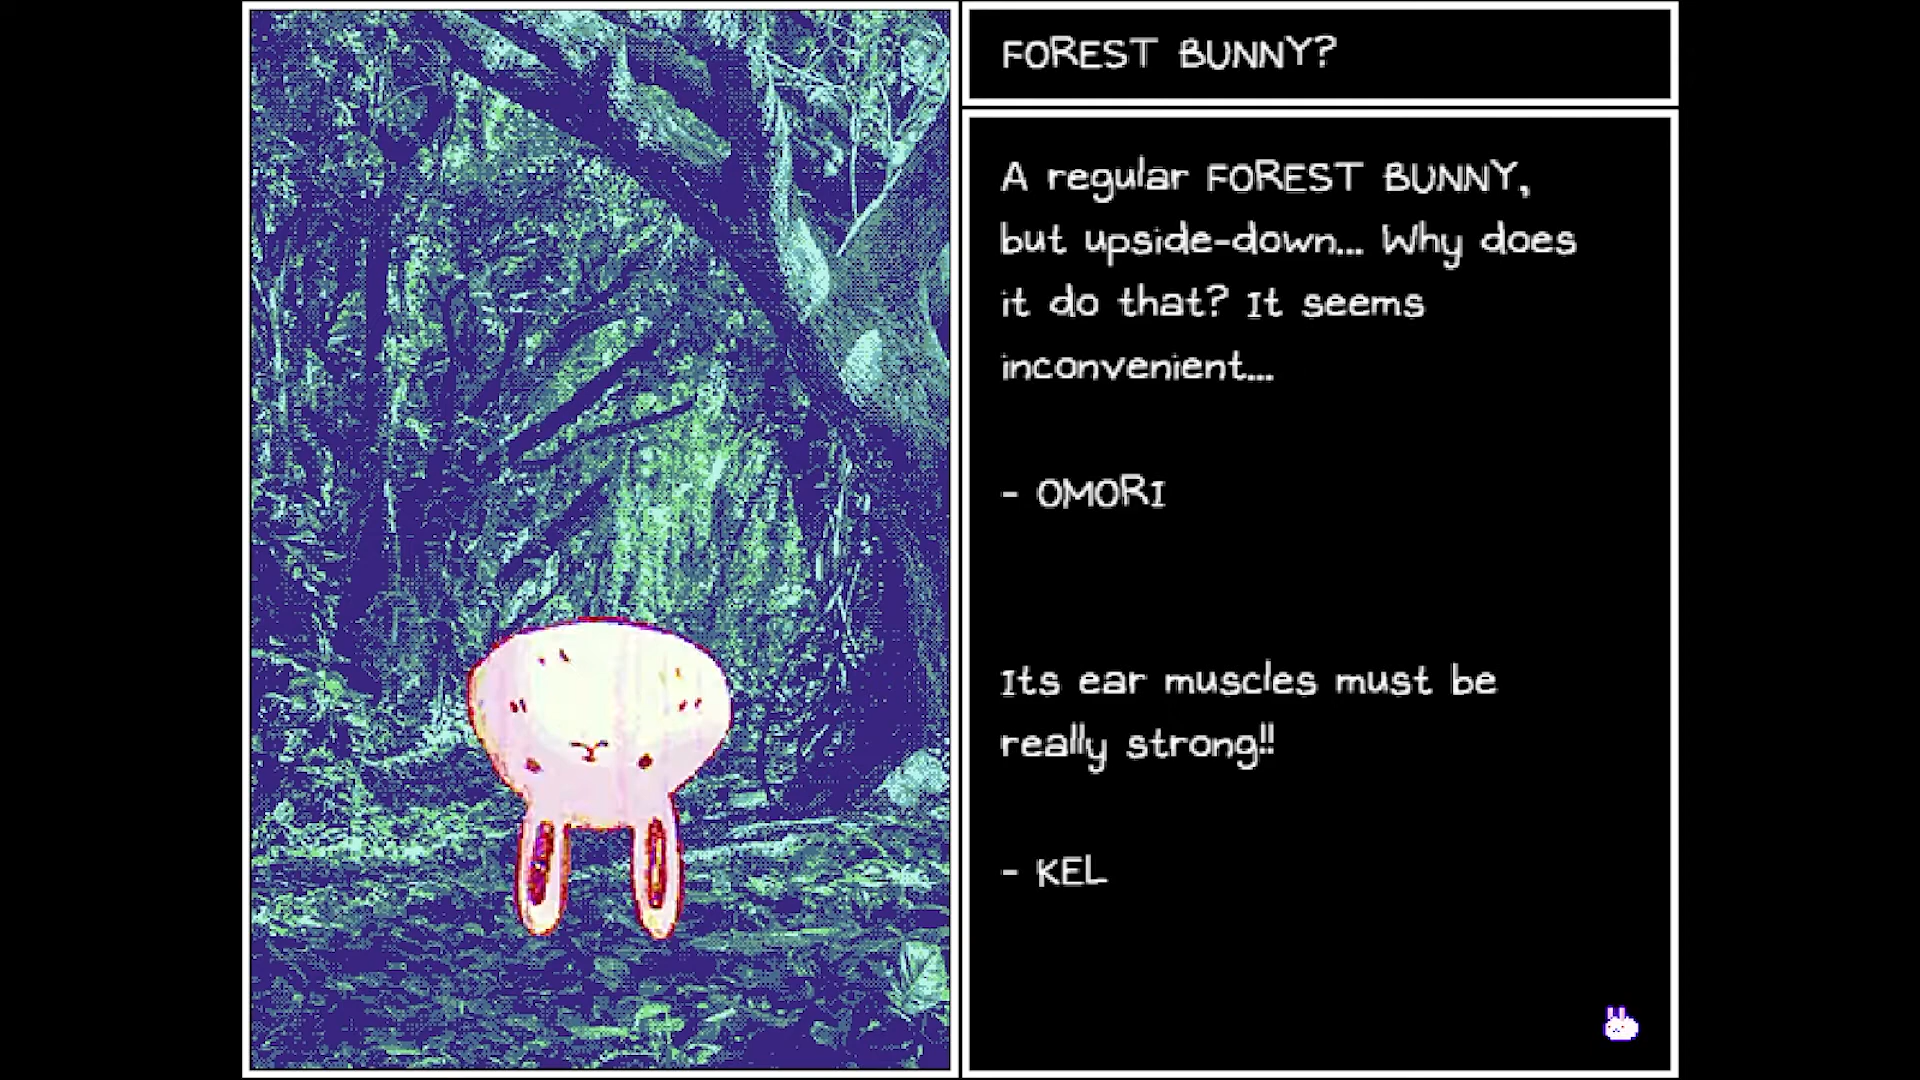 FOREST BUNNY?
A regular FOREST BUNNY,
but upside-down... Why does
it do that? It seems
inconvenient...
- OMORI
Its ear muscles must be
really strong!!
- KEL